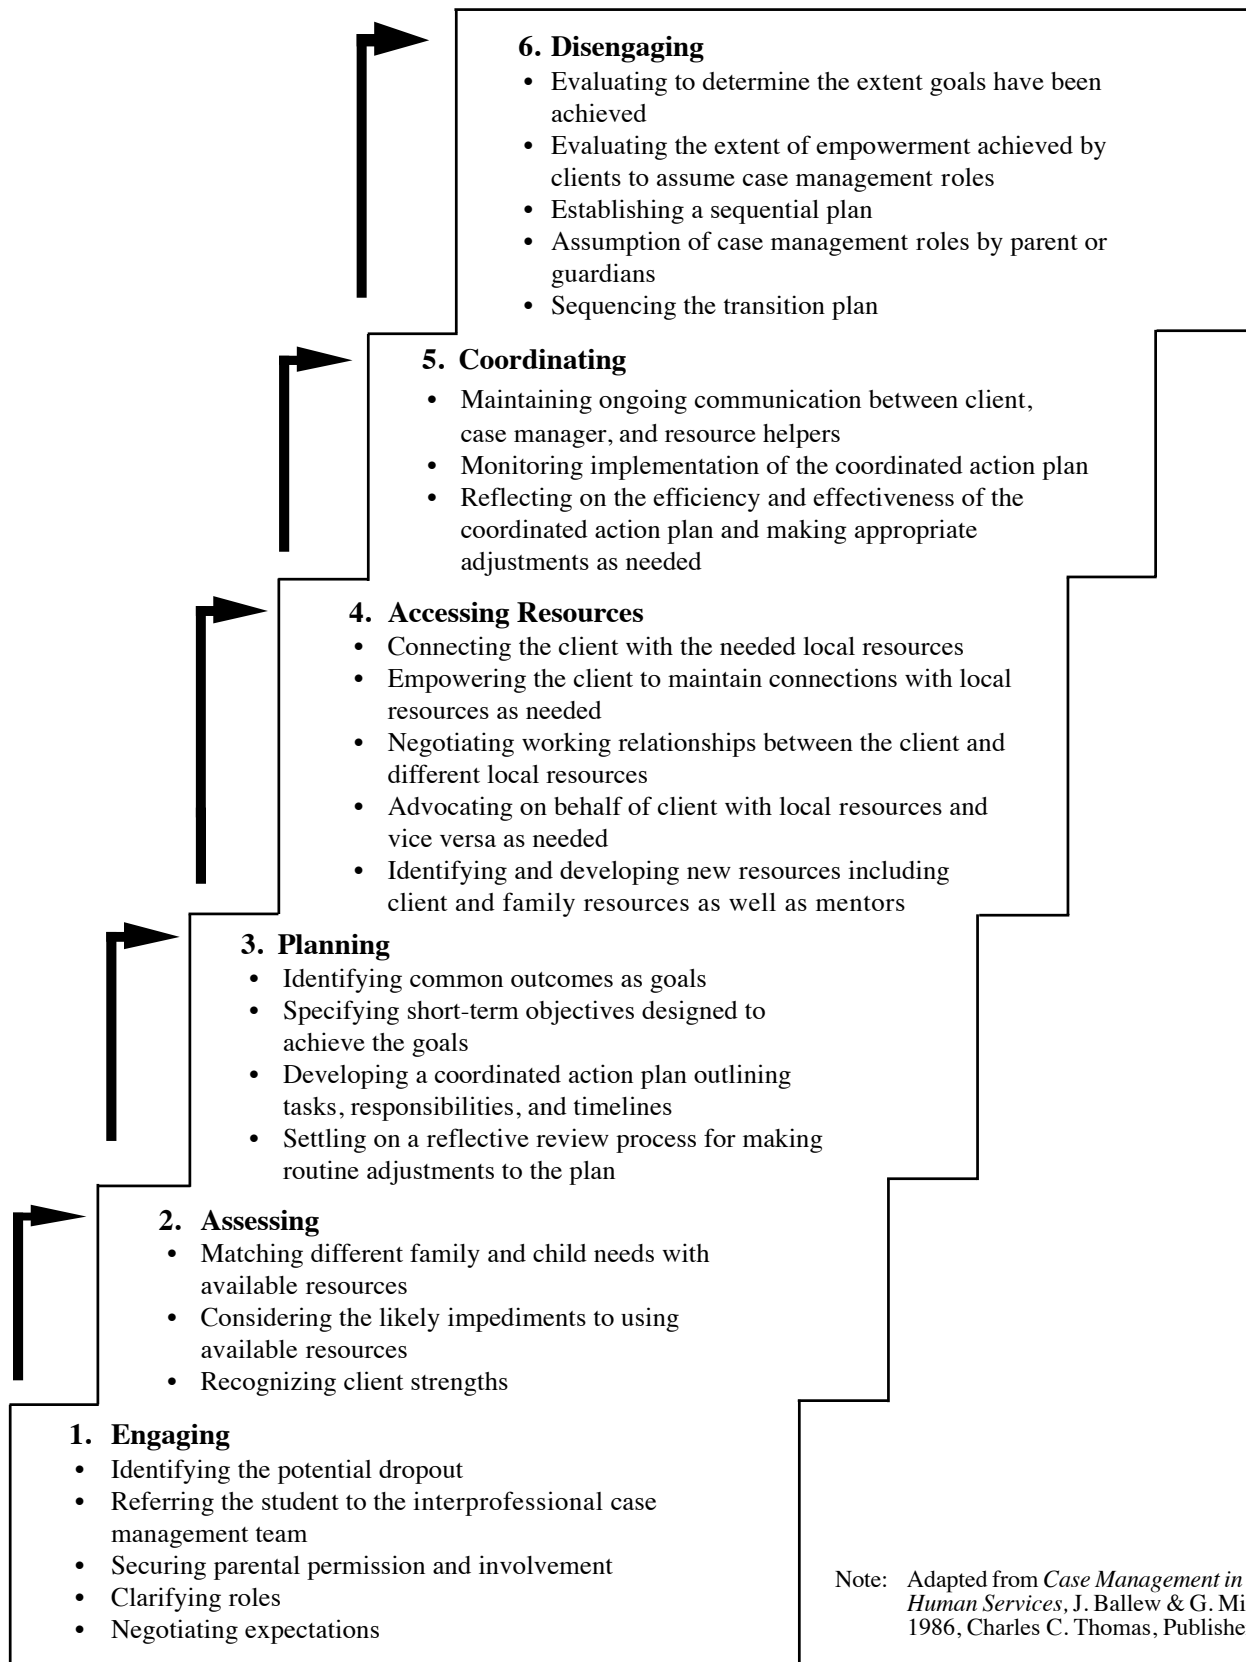 6. Disengaging
• Evaluating to determine the extent goals have been
achieved
• Evaluating the extent of empowerment achieved by
clients to assume case management roles
• Establishing a sequential plan
• Assumption of case management roles by parent or
guardians
• Sequencing the transition plan
5. Coordinating
• Maintaining ongoing communication between client,
case manager, and resource helpers
• Monitoring implementation of the coordinated action plan
• Reflecting on the efficiency and effectiveness of the
coordinated action plan and making appropriate
adjustments as needed
4. Accessing Resources
• Connecting the client with the needed local resources
• Empowering the client to maintain connections with local
resources as needed
• Negotiating working relationships between the client and
different local resources
• Advocating on behalf of client with local resources and
vice versa as needed
• Identifying and developing new resources including
client and family resources as well as mentors
3. Planning
• Identifying common outcomes as goals
• Specifying short-term objectives designed to
achieve the goals
• Developing a coordinated action plan outlining
tasks, responsibilities, and timelines
• Settling on a reflective review process for making
routine adjustments to the plan
2. Assessing
• Matching different family and child needs with
available resources
• Considering the likely impediments to using
available resources
• Recognizing client strengths
1. Engaging
• Identifying the potential dropout
• Referring the student to the interprofessional case
management team
• Securing parental permission and involvement
• Clarifying roles
• Negotiating expectations
Note: Adapted from Case Management in
Human Services, J. Ballew & G. Mi
1986, Charles C. Thomas, Publishe